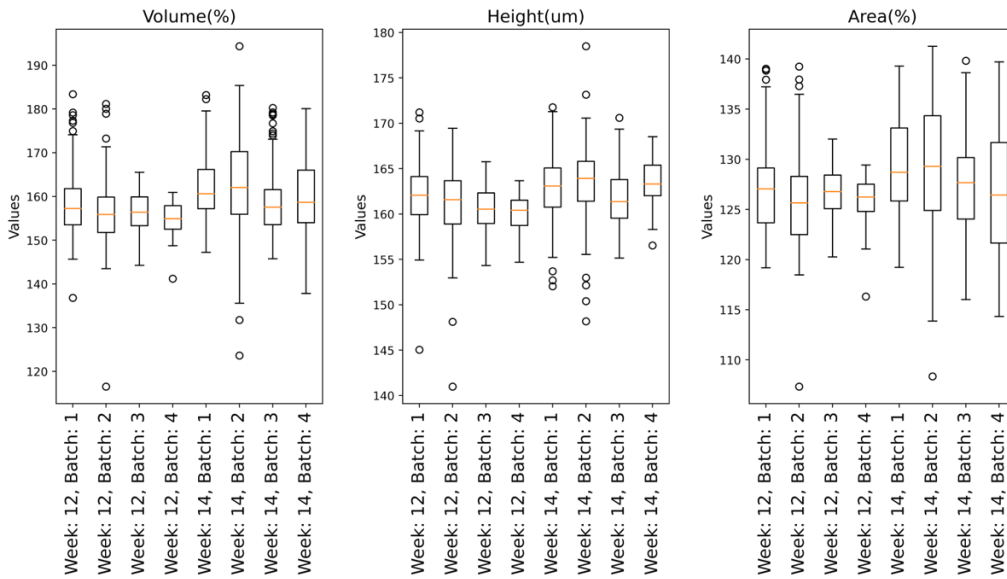 Volume(%)
Values
190
180
170
160
150
140
130
120
Week: 12, Batch: 1
Week: 12, Batch: 2
Week: 12, Batch: 3
Week: 12, Batch: 4
Week: 14, Batch: 1
Week: 14, Batch: 2
Week: 14, Batch: 3
Week: 14, Batch: 4
Height(um)
Values
180
175
170
165
160
155
150
145
140
Week: 12, Batch: 1
Week: 12, Batch: 2
Week: 12, Batch: 3
Week: 12, Batch: 4
Week: 14, Batch: 1
Week: 14, Batch: 2
Week: 14, Batch: 3
Week: 14, Batch: 4
Area(%)
Values
140
135
130
125
120
115
110
Week: 12, Batch: 1
Week: 12, Batch: 2
Week: 12, Batch: 3
Week: 12, Batch: 4
Week: 14, Batch: 1
Week: 14, Batch: 2
Week: 14, Batch: 3
Week: 14, Batch: 4